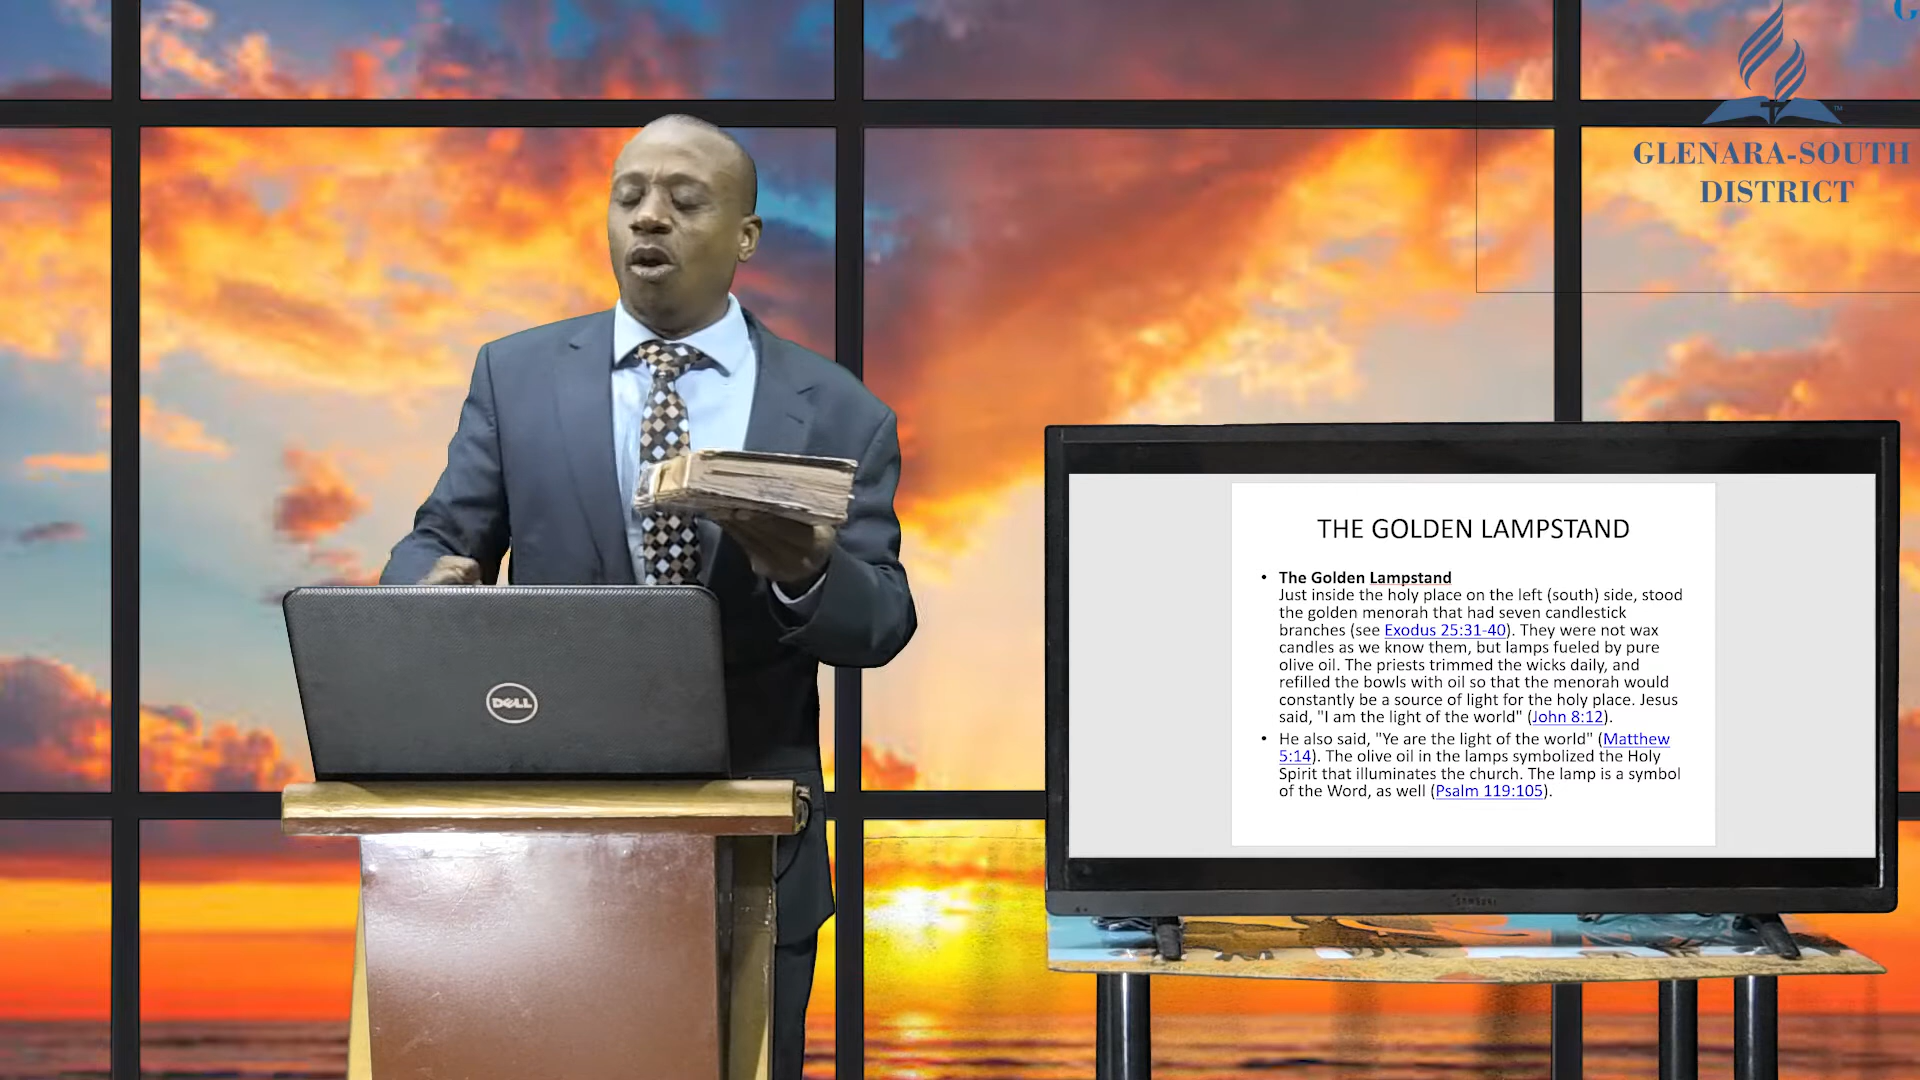 G
GLENARA-SOUTH
DISTRICT
THE GOLDEN LAMPSTAND
• The Golden Lampstand
Just inside the holy place on the left (south) side, stood
the golden menorah that had seven candlestick
branches (see Exodus 25:31-40). They were not wax
candles as we know them, but lamps fueled by pure
olive oil. The priests trimmed the wicks daily, and
refilled the bowls with oil so that the menorah would
constantly be a source of light for the holy place. Jesus
said, "I am the light of the world" (John 8:12).
• He also said, "Ye are the light of the world" (Matthew
5:14). The olive oil in the lamps symbolized the Holy
Spirit that illuminates the church. The lamp is a symbol
of the Word, as well (Psalm 119:105).
DELL
SAMSUNG